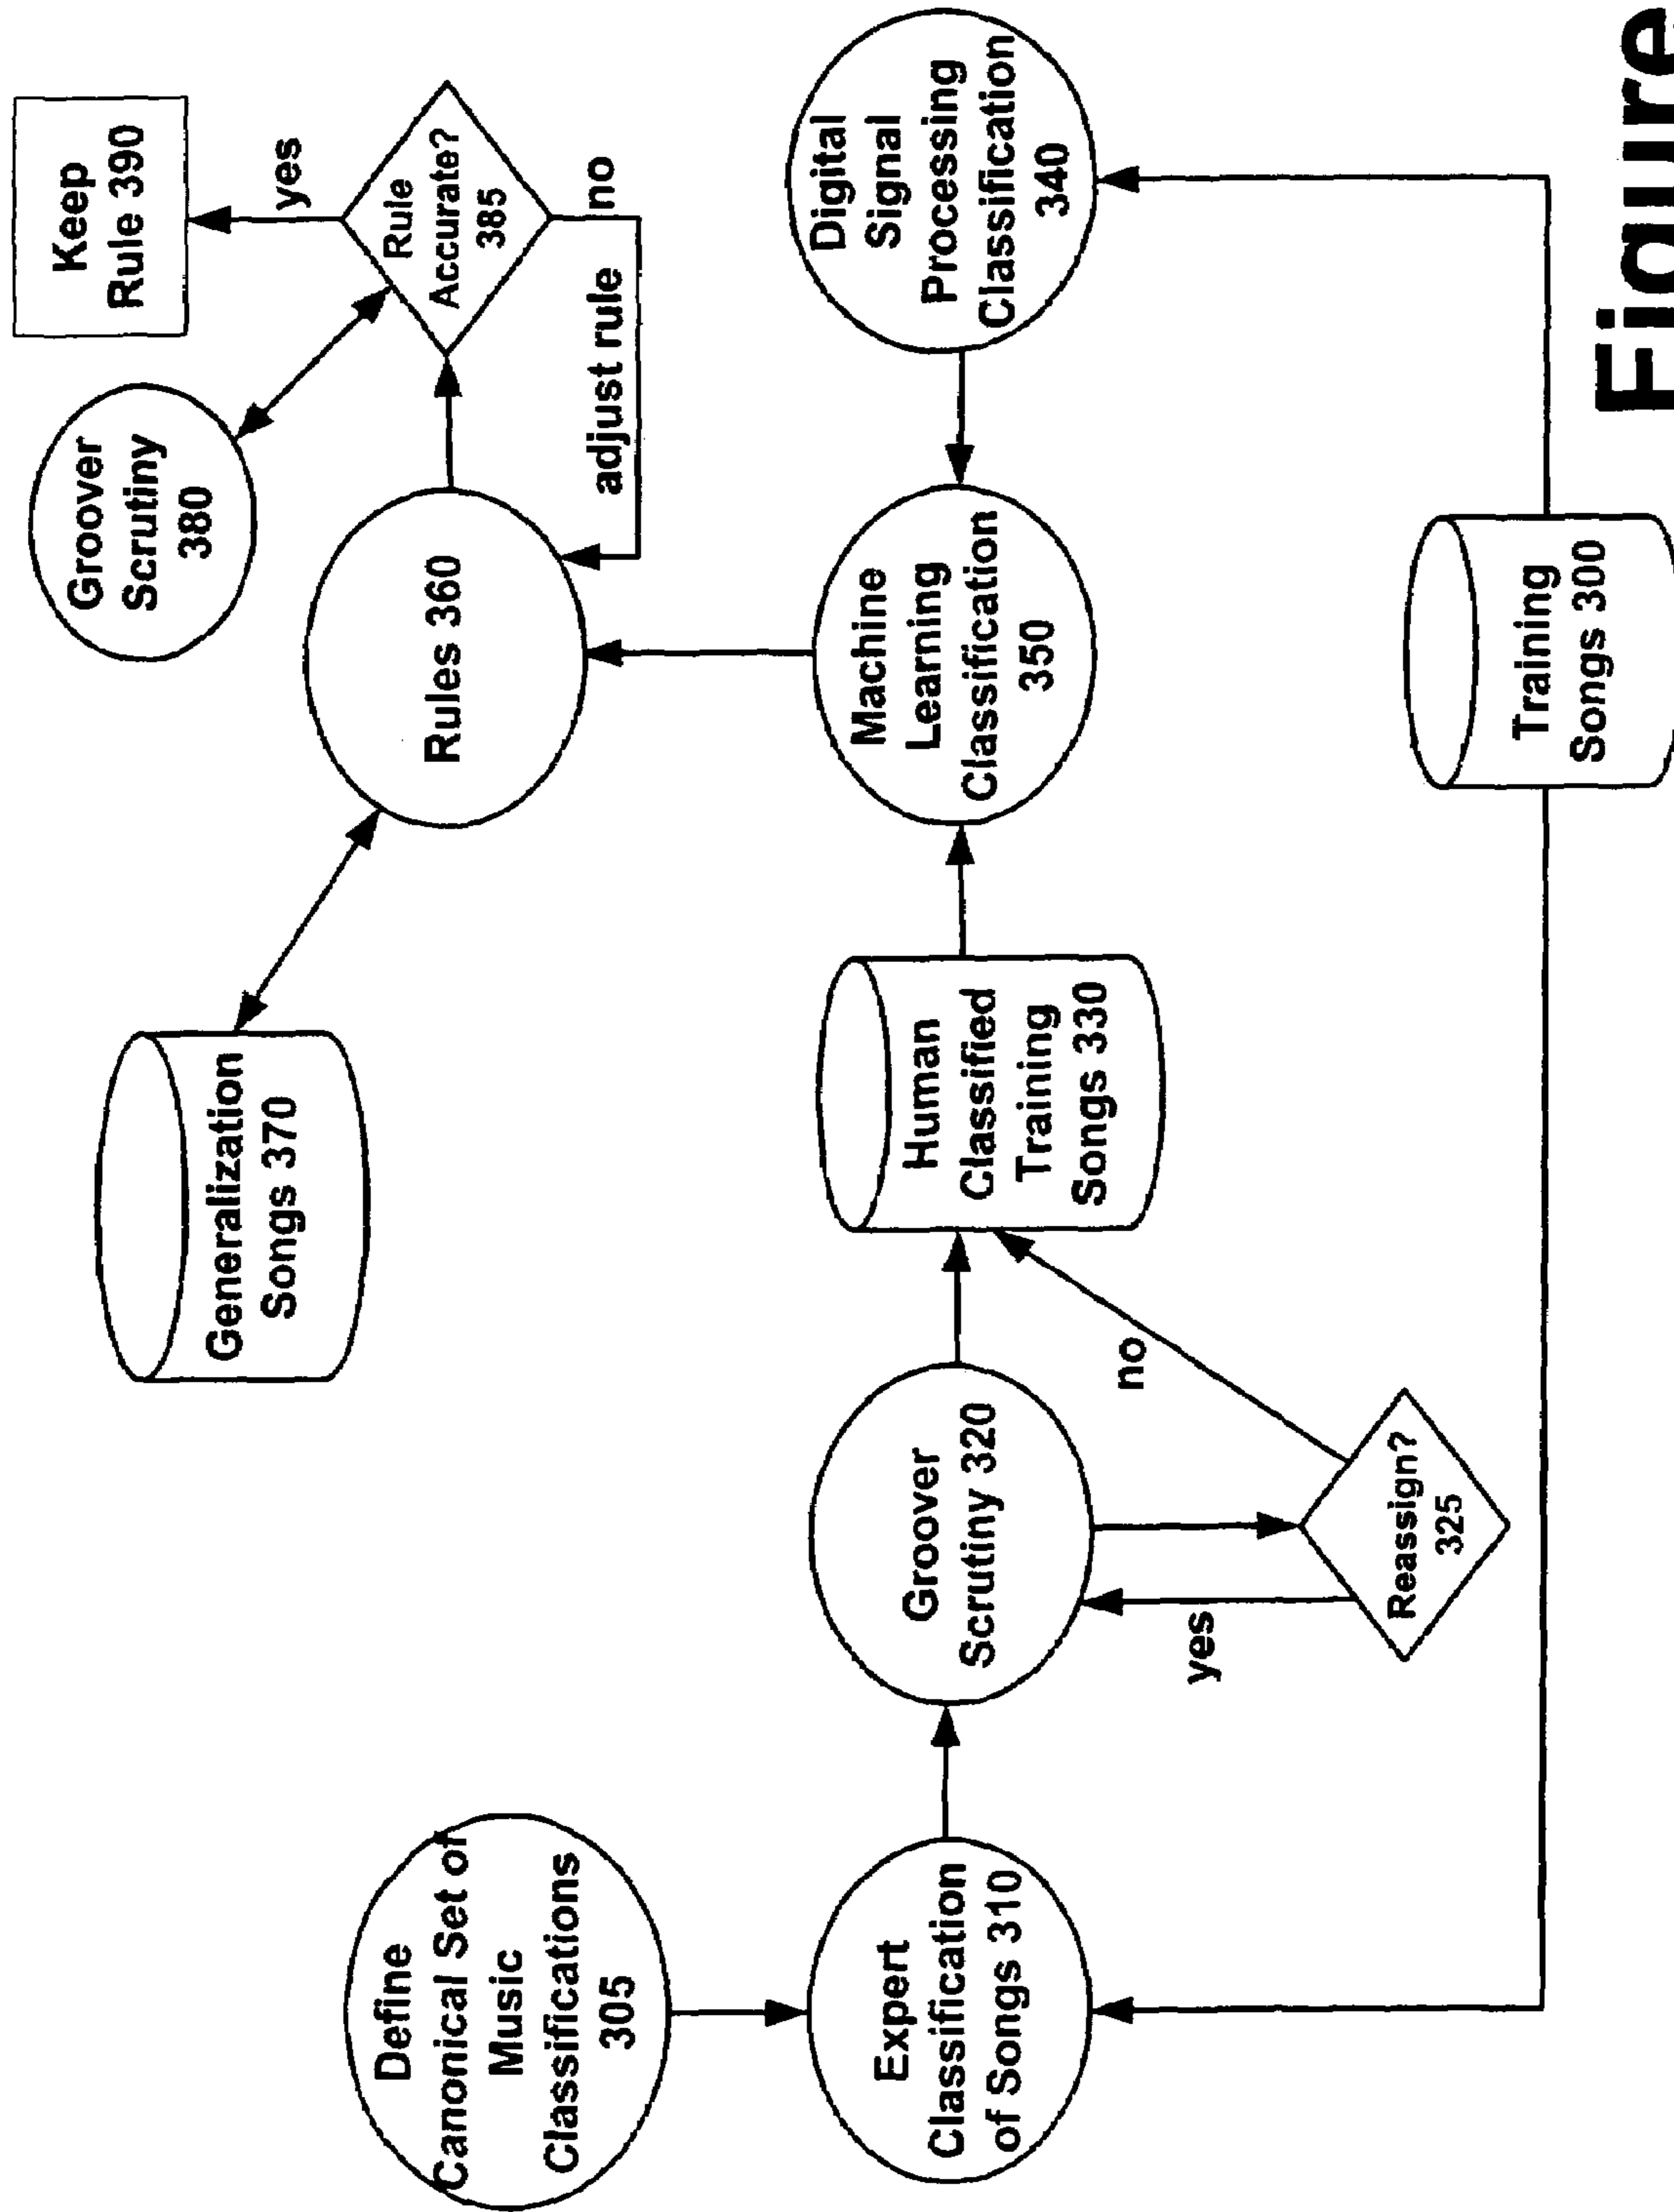 Define
Canonical Set of
Music
Classifications
305
Expert
Classification
of Songs 310
Groover
Scrutiny 320
yes
no
Reassign?
325
Human
Classified
Training
Songs 330
Machine
Learning
Classification
350
Digital
Signal
Processing
Classification
340
Training
Songs 300
Generalization
Songs 370
Rules 360
Groover
Scrutiny
380
Rule
Accurate?
385
yes
no
adjust rule
Keep
Rule 390
Figure